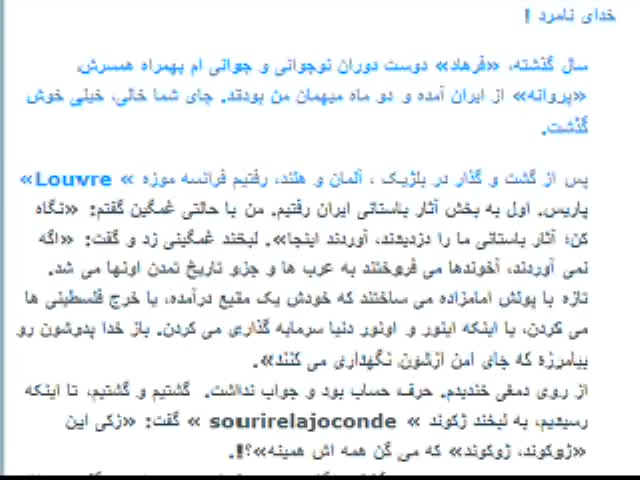 خدای نامرد !
سال گذشته، «فرهاد» دوست دوران نوجوانی و جوانی ام بهمراه همسرش،
«پروانه» از ایران آمده و دو ماه میهمان من بودند. جای شما خالی، خیلی خوش
گذشت.
پس از گشت و گذار در بلژیک ، آلمان و هلند، رفتیم فرانسه موزه « Louvre»
پاریس. اول به بخش آثار باستانی ایران رفتیم. من با حالتی غمگین گفتم: «نگاه
کن؛ آثار باستانی ما را دزدیدند، آوردند اینجا». لبخند غمگینی زد و گفت: «اگه
نمی آوردند، آخوندها می فروختند به عرب ها و جزو تاریخ تمدن اونها می شد.
تازه با پولش امامزاده می ساختند که خودش یک منبع درآمده، یا خرج فلسطینی ها
می کردن، یا اینکه اینور و اونور دنیا سرمایه گذاری می کردن. باز خدا پدوشون رو
بیامرزه که جای امن ازشون نگهداری می کنند».
از روی دمغی خندیدم. حرف حساب بود و جواب نداشت. گشتیم و گشتیم، تا اینکه
رسیدیم، به لبخند ژکوند « sourirelajoconde » گفت: «زکی این
«ژوکوند، ژوکوند» که می گن همه اش همینه»؟!.